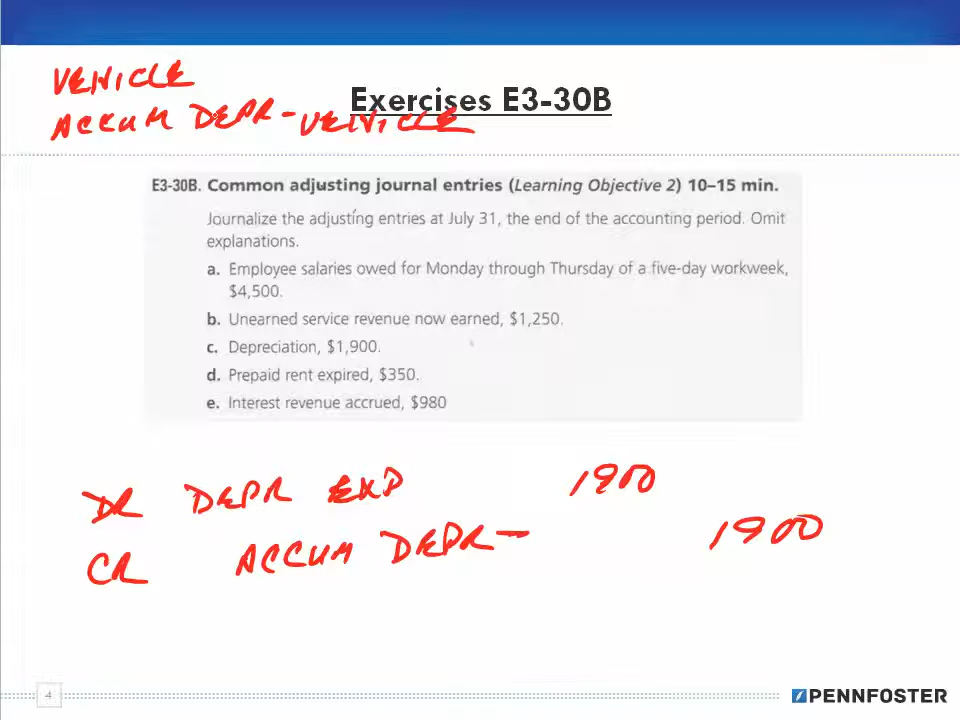 VEHICLE
Exercises E3-30B
ACCUM DEPR-VEHICLE
E3-30B. Common adjusting journal entries (Learning Objective 2) 10–15 min.
Journalize the adjusting entries at July 31, the end of the accounting period. Omit
explanations.
a. Employee salaries owed for Monday through Thursday of a five-day workweek,
$4,500.
b. Unearned service revenue now earned, $1,250.
c. Depreciation, $1,900.
d. Prepaid rent expired, $350.
e. Interest revenue accrued, $980
DR DEPR EXP 1900
CR ACCUM DEPR- 1900
4
PENNFOSTER